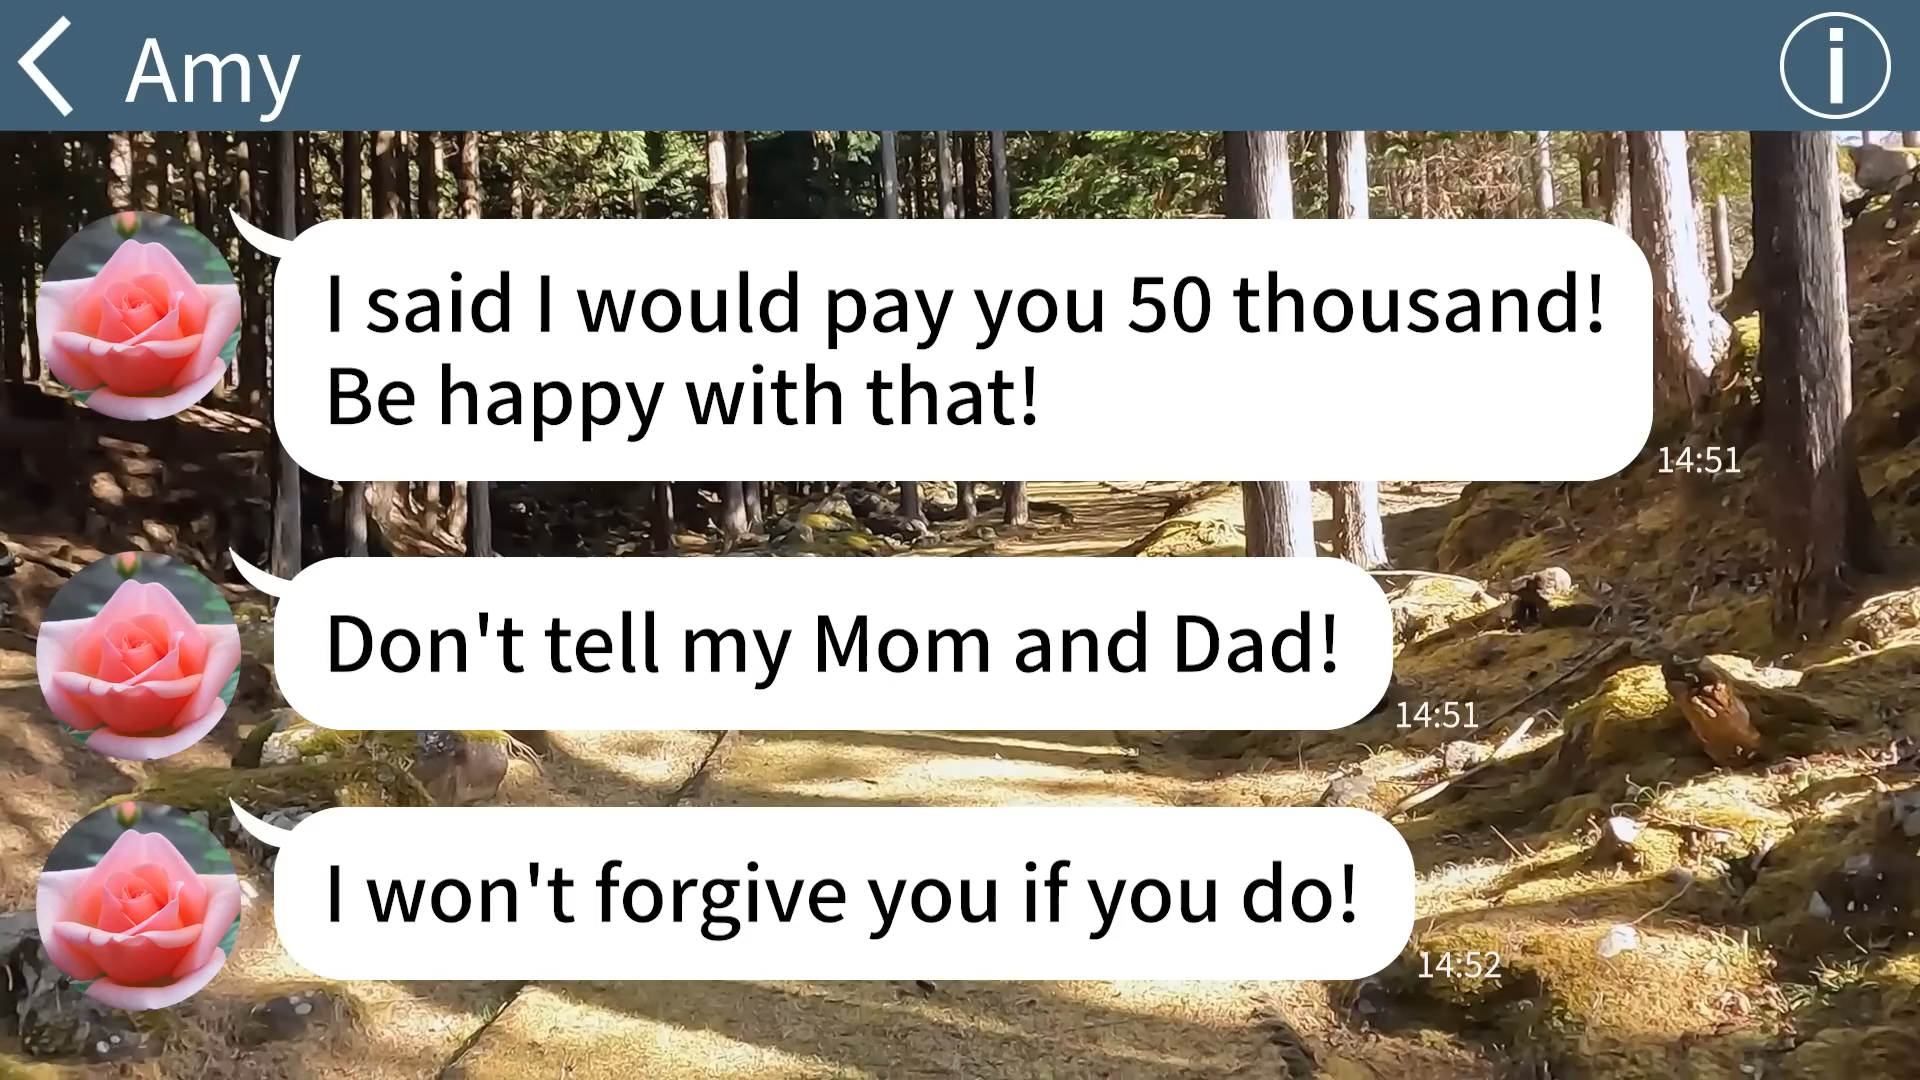 Amy
I said I would pay you 50 thousand!
Be happy with that!
14:51
Don't tell my Mom and Dad!
14:51
I won't forgive you if you do!
14:52